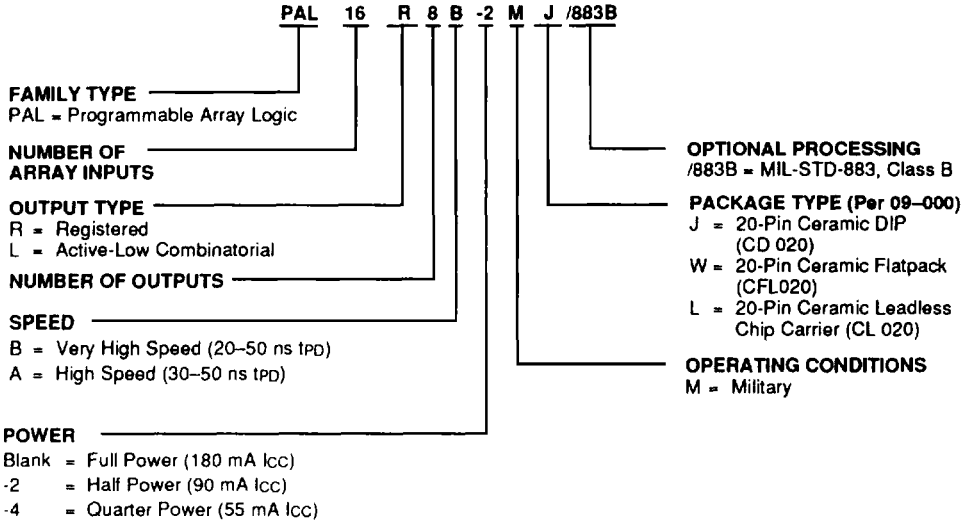 PAL 16 R 8 B -2 M J /883B
FAMILY TYPE
PAL = Programmable Array Logic
NUMBER OF
ARRAY INPUTS
OUTPUT TYPE
R = Registered
L = Active-Low Combinatorial
NUMBER OF OUTPUTS
SPEED
B = Very High Speed (20–50 ns tPD)
A = High Speed (30–50 ns tPD)
POWER
Blank = Full Power (180 mA ICC)
-2 = Half Power (90 mA ICC)
-4 = Quarter Power (55 mA ICC)
OPTIONAL PROCESSING
/883B = MIL-STD-883, Class B
PACKAGE TYPE (Per 09–000)
J = 20-Pin Ceramic DIP
(CD 020)
W = 20-Pin Ceramic Flatpack
(CFL020)
L = 20-Pin Ceramic Leadless
Chip Carrier (CL 020)
OPERATING CONDITIONS
M = Military